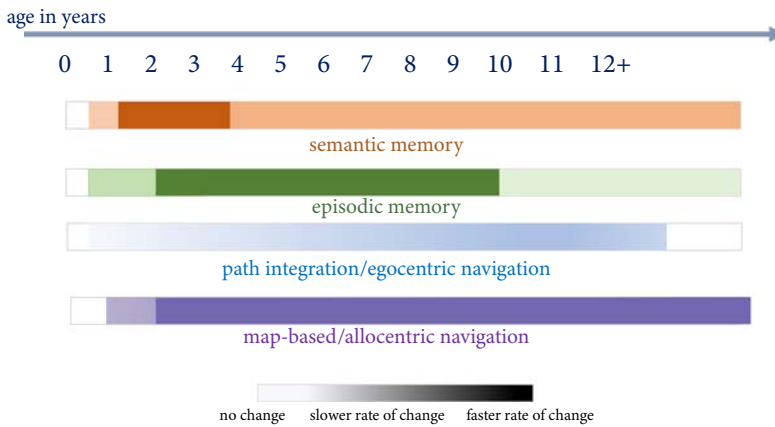 age in years
0 1 2 3 4 5 6 7 8 9 10 11 12+
semantic memory
episodic memory
path integration/egocentric navigation
map-based/allocentric navigation
no change slower rate of change faster rate of change